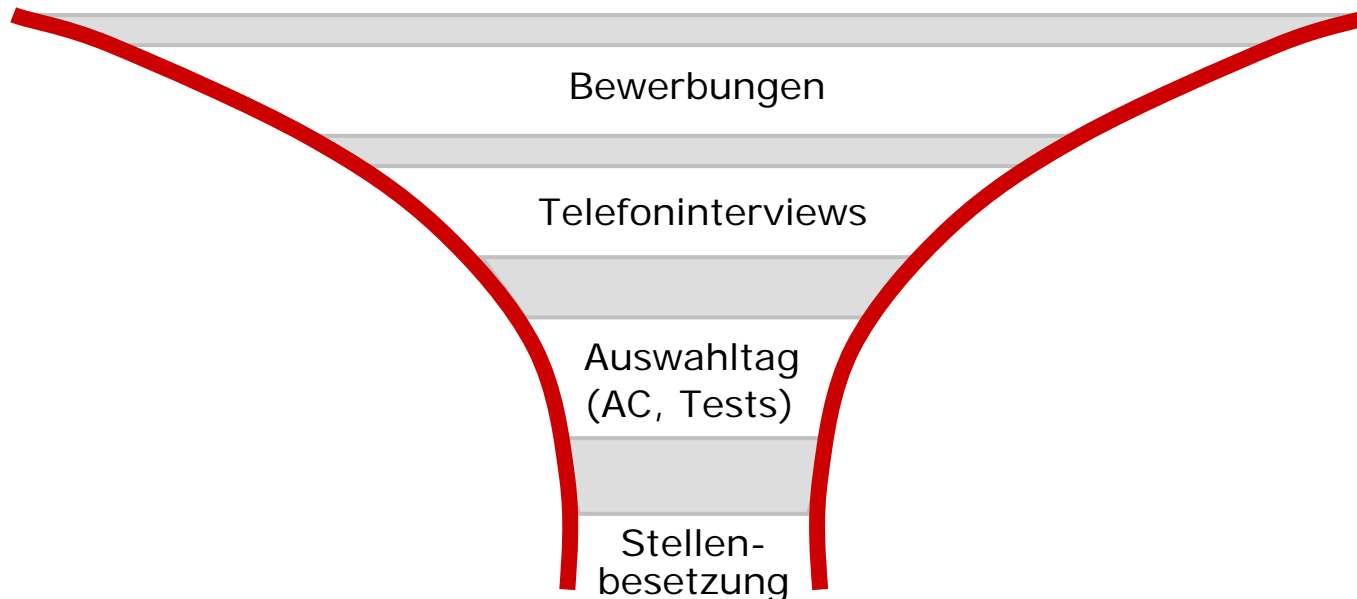 Bewerbungen
Telefoninterviews
Auswahltag
(AC, Tests)
Stellen-
besetzung